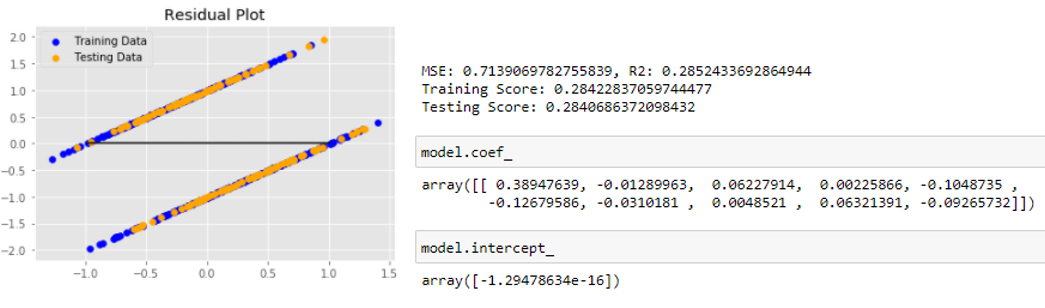 Residual Plot
Training Data
Testing Data
2.0
1.5
1.0
0.5
0.0
-0.5
-1.0
-1.5
-2.0
-1.0 -0.5 0.0 0.5 1.0 1.5
MSE: 0.7139069782755839, R2: 0.2852433692864944
Training Score: 0.28422837059744477
Testing Score: 0.2840686372098432
model.coef_
array([[ 0.38947639, -0.01289963, 0.06227914, 0.00225866, -0.1048735 ,
-0.12679586, -0.0310181 , 0.0048521 , 0.06321391, -0.09265732]])
model.intercept_
array([-1.29478634e-16])